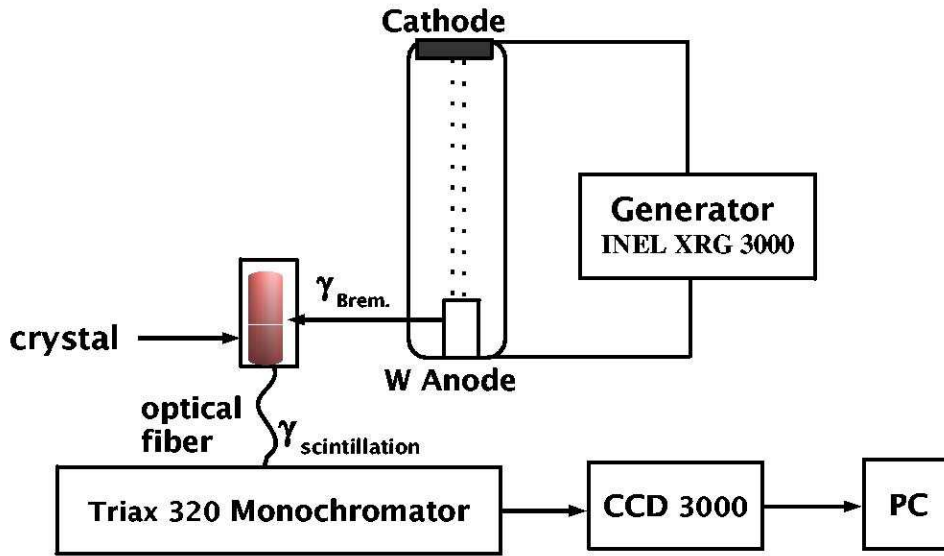 Cathode
Generator
INEL XRG 3000
γBrem.
crystal
W Anode
optical
fiber
γscintillation
Triax 320 Monochromator
CCD 3000
PC